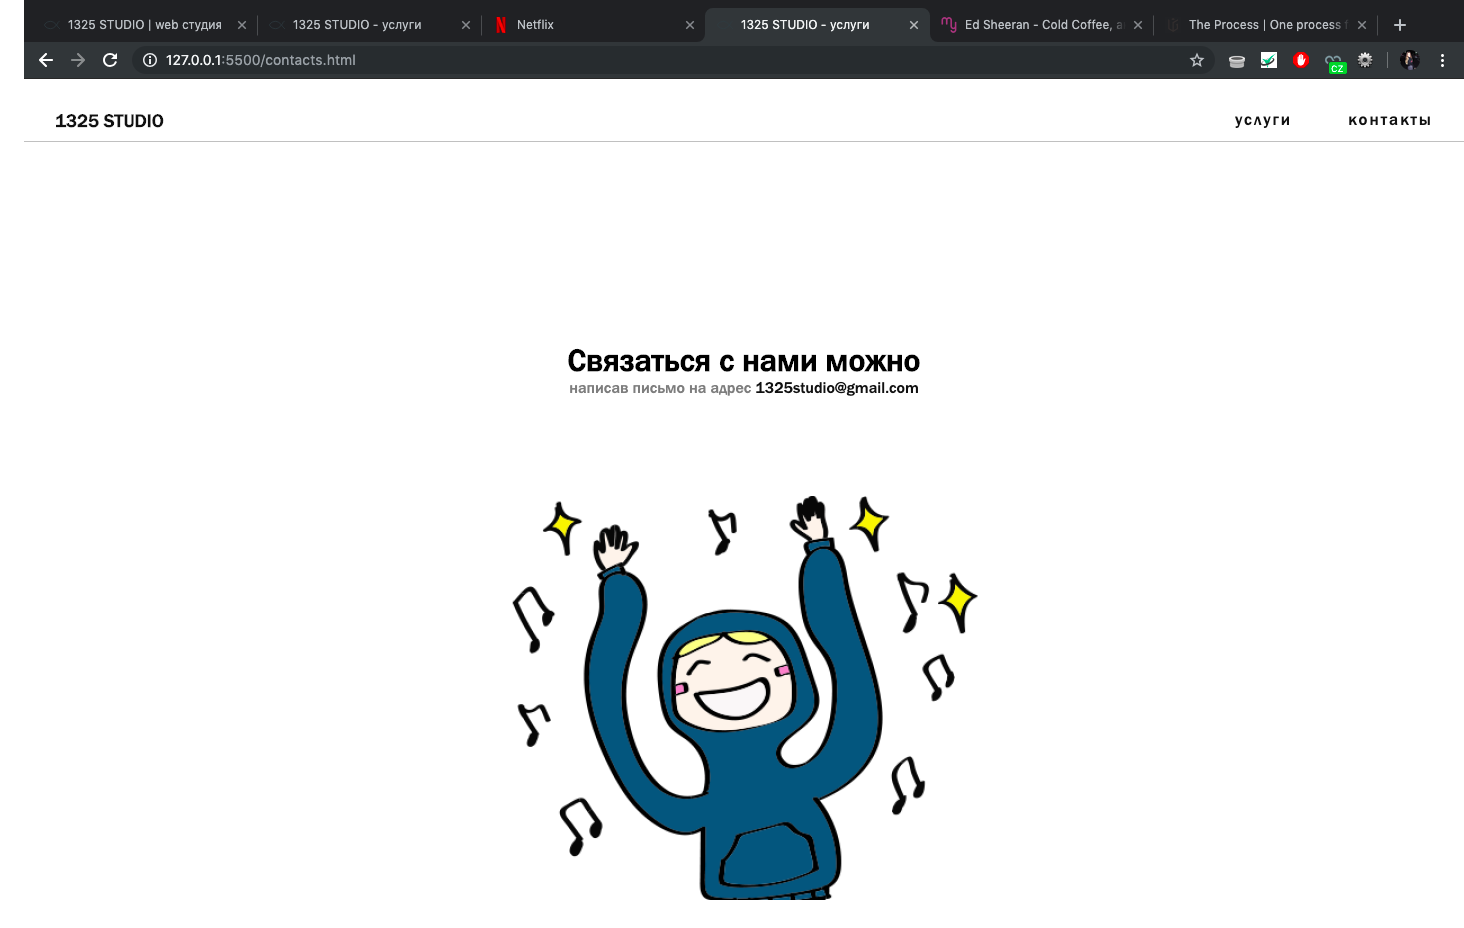 1325 STUDIO | web студия
1325 STUDIO - услуги
Netflix
1325 STUDIO - услуги
Ed Sheeran - Cold Coffee, a
The Process | One process f
127.0.0.1:5500/contacts.html
cz
1325 STUDIO
услуги
контакты
Связаться с нами можно
написав письмо на адрес 1325studio@gmail.com